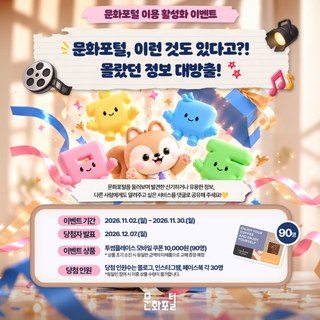 문화포털 이용 활성화 이벤트
문화포털, 이런 것도 있다고?!
몰랐던 정보 대방출!
문화포털을 둘러보며 발견한 신기하거나 유용한 정보,
다른 사람에게도 알려주고 싶은 서비스를 댓글로 공유해 주세요!
이벤트 기간 2026. 11. 02.(월) ~ 2026. 11. 30.(월)
당첨자 발표 2026. 12. 07.(월)
이벤트 상품 투썸플레이스 모바일 쿠폰 10,000원 (90명)
당첨 인원 당첨 인원수는 블로그, 인스타그램, 페이스북 각 30명
90명
문화포털